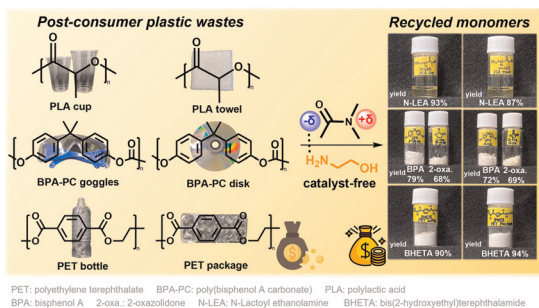 Post-consumer plastic wastes
Recycled monomers
O
O
n
PLA cup
O
O
n
PLA towel
yield
N-LEA 93%
yield
N-LEA 87%
O
O
O
n
BPA-PC goggles
O
O
O
n
BPA-PC disk
-δ
O
N
+δ
H₂N
OH
catalyst-free
yield
BPA 2-oxa.
79% 68%
yield
BPA 2-oxa.
72% 69%
O
O
O
O
n
PET bottle
O
O
O
O
n
PET package
$
yield
BHETA 90%
yield
BHETA 94%
PET: polyethylene terephthalate BPA-PC: poly(bisphenol A carbonate) PLA: polylactic acid
BPA: bisphenol A 2-oxa.: 2-oxazolidone N-LEA: N-Lactoyl ethanolamine BHETA: bis(2-hydroxyethyl)terephthalamide